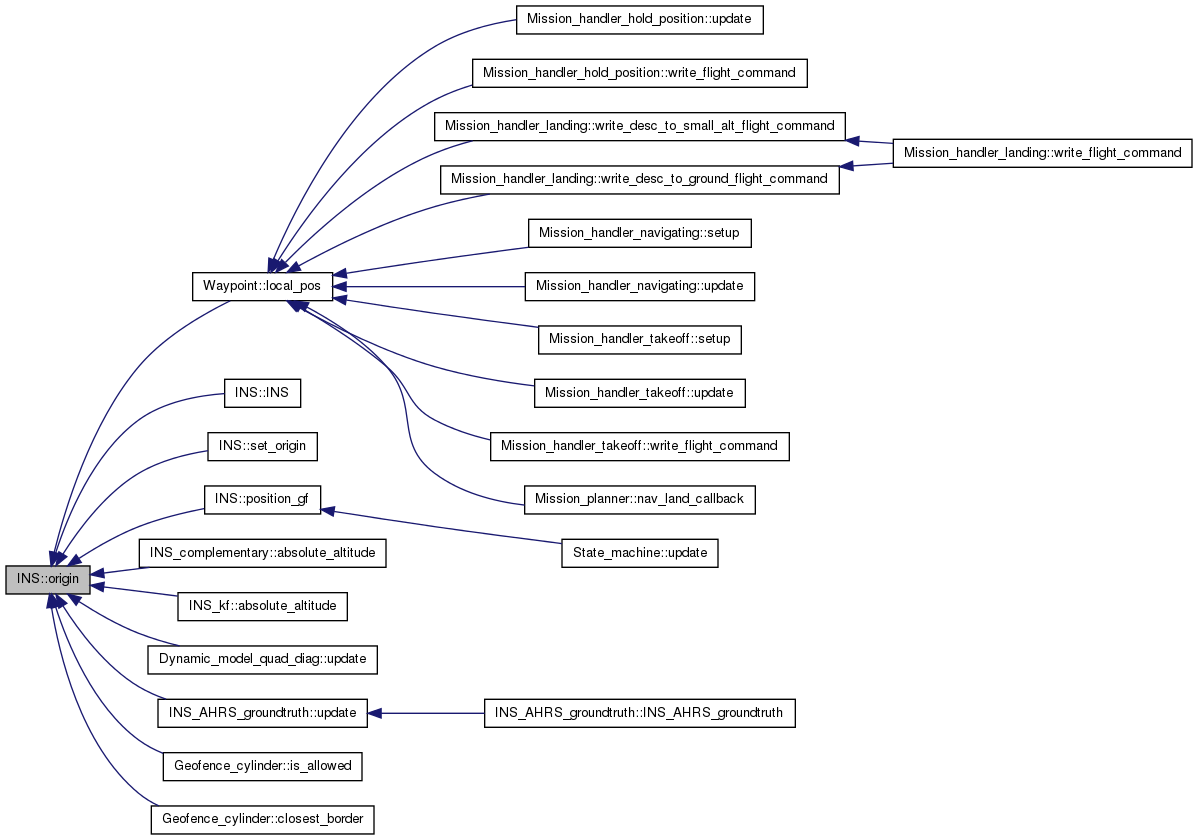 Mission_handler_hold_position::update
Mission_handler_hold_position::write_flight_command
Mission_handler_landing::write_desc_to_small_alt_flight_command
Mission_handler_landing::write_flight_command
Mission_handler_landing::write_desc_to_ground_flight_command
Mission_handler_navigating::setup
Waypoint::local_pos
Mission_handler_navigating::update
Mission_handler_takeoff::setup
INS::INS
Mission_handler_takeoff::update
INS::set_origin
Mission_handler_takeoff::write_flight_command
INS::position_gf
Mission_planner::nav_land_callback
INS_complementary::absolute_altitude
State_machine::update
INS::origin
INS_kf::absolute_altitude
Dynamic_model_quad_diag::update
INS_AHRS_groundtruth::update
INS_AHRS_groundtruth::INS_AHRS_groundtruth
Geofence_cylinder::is_allowed
Geofence_cylinder::closest_border